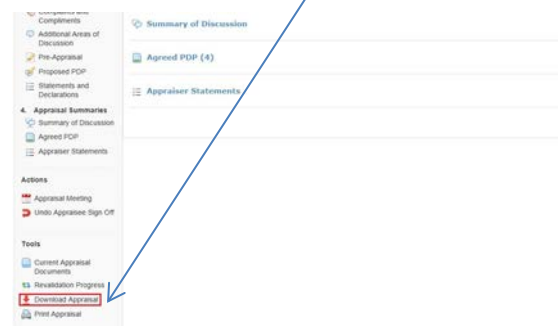 Complaints and
Compliments
Additional Areas of
Discussion
Pre-Appraisal
Proposed PDP
Statements and
Declarations
4. Appraisal Summaries
Summary of Discussion
Agreed PDP
Appraiser Statements
Actions
Appraisal Meeting
Undo Appraisee Sign Off
Tools
Current Appraisal
Documents
Revalidation Progress
Download Appraisal
Print Appraisal
Summary of Discussion
Agreed PDP (4)
Appraiser Statements